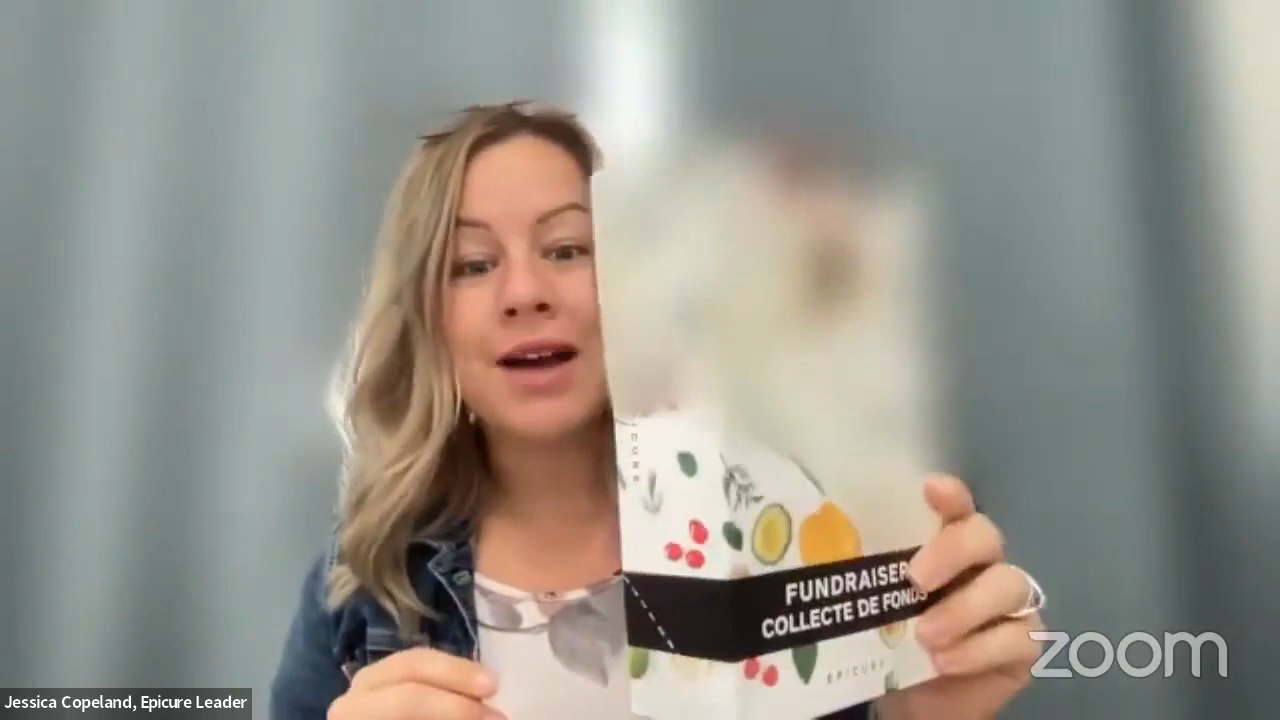 FUNDRAISER
COLLECTE DE FONDS
EPICURE
Jessica Copeland, Epicure Leader
zoom